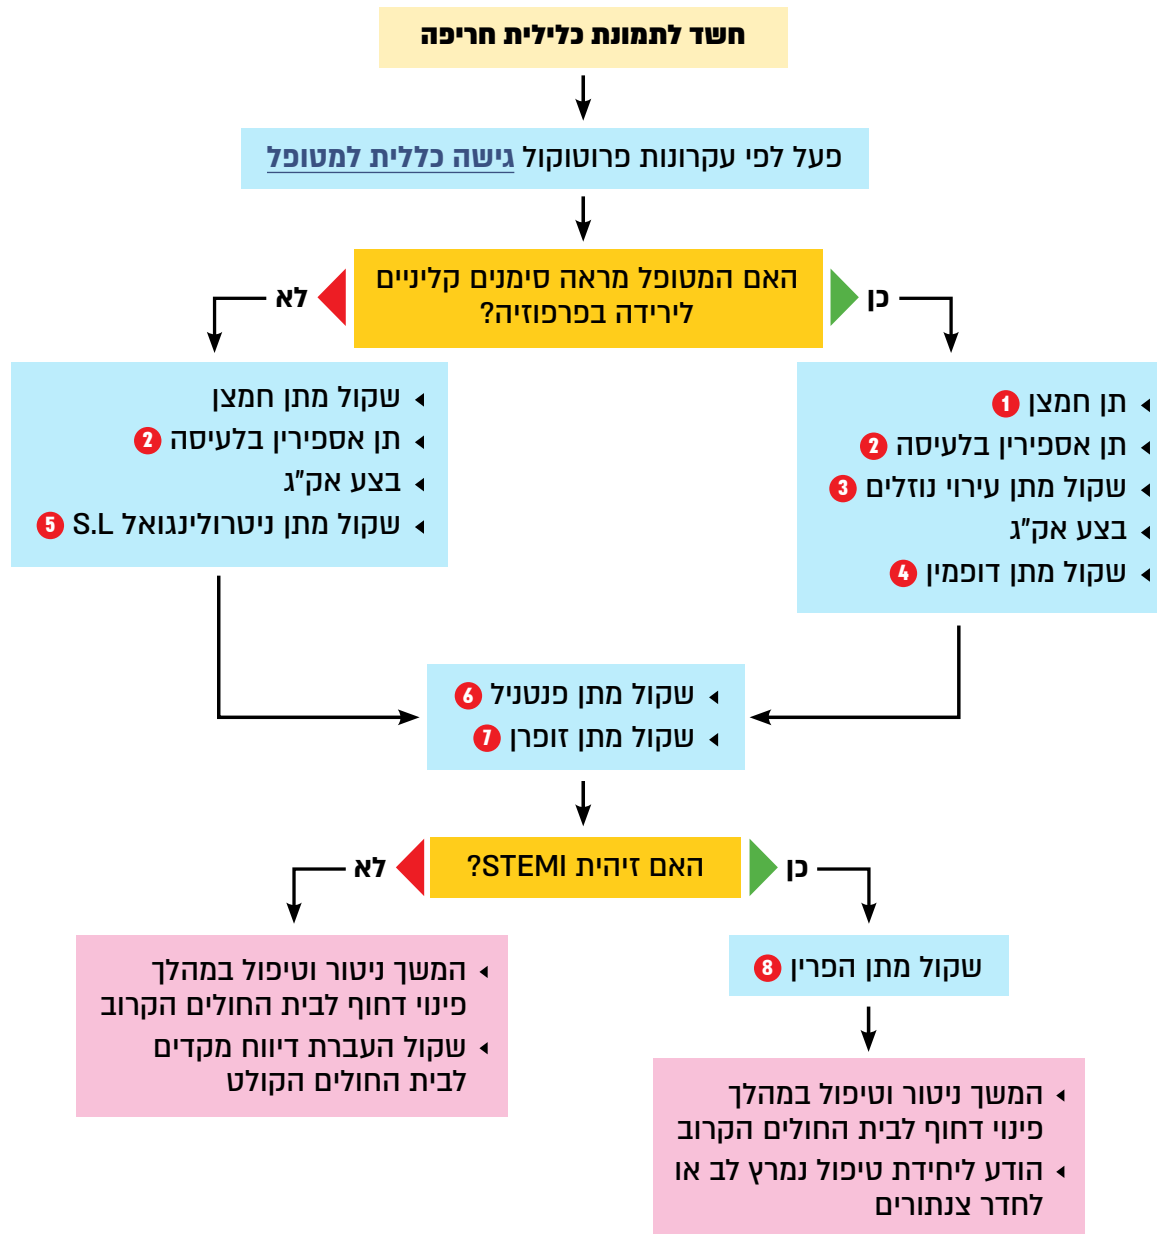 חשד לתמונת כלילית חריפה
פעל לפי עקרונות פרוטוקול גישה כללית למטופל
האם המטופל מראה סימנים קליניים
לירידה בפרפוזיה?
כן
לא
תן חמצן 1
תן אספירין בלעיסה 2
שקול מתן עירוי נוזלים 3
בצע אק"ג
שקול מתן דופמין 4
שקול מתן חמצן
תן אספירין בלעיסה 2
בצע אק"ג
שקול מתן ניטרולינגואל S.L 5
שקול מתן פנטניל 6
שקול מתן זופרן 7
האם זיהית STEMI?
כן
לא
שקול מתן הפרין 8
המשך ניטור וטיפול במהלך
פינוי דחוף לבית החולים הקרוב
הודע ליחידת טיפול נמרץ לב או
לחדר צנתורים
המשך ניטור וטיפול במהלך
פינוי דחוף לבית החולים הקרוב
שקול העברת דיווח מקדים
לבית החולים הקולט